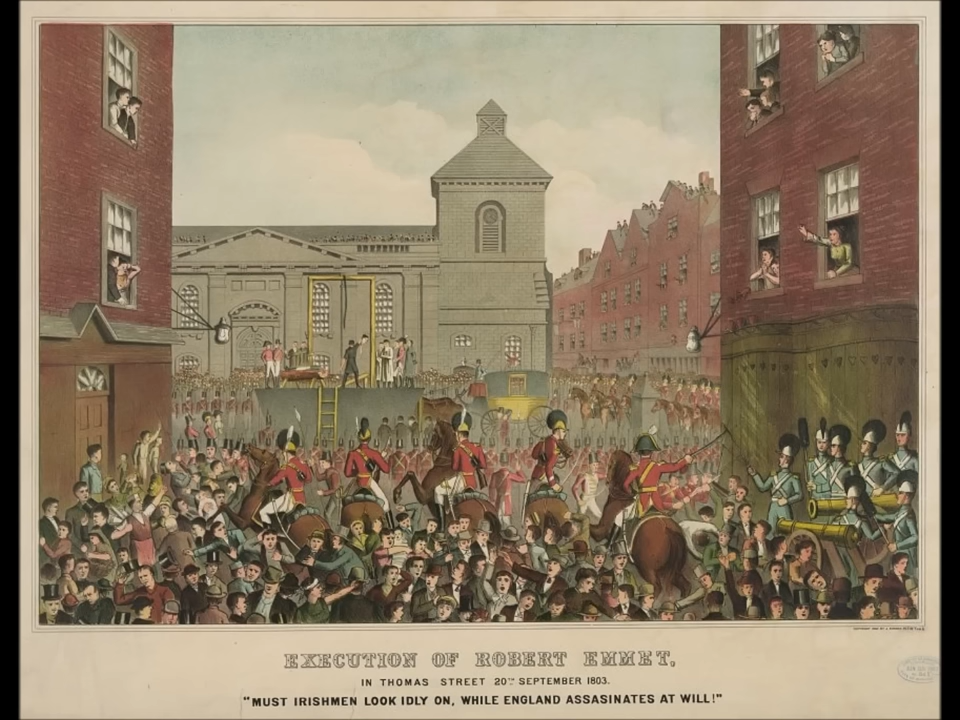 EXECUTION OF ROBERT EMMET,
IN THOMAS STREET 20TH SEPTEMBER 1803.
"MUST IRISHMEN LOOK IDLY ON, WHILE ENGLAND ASSASINATES AT WILL!"